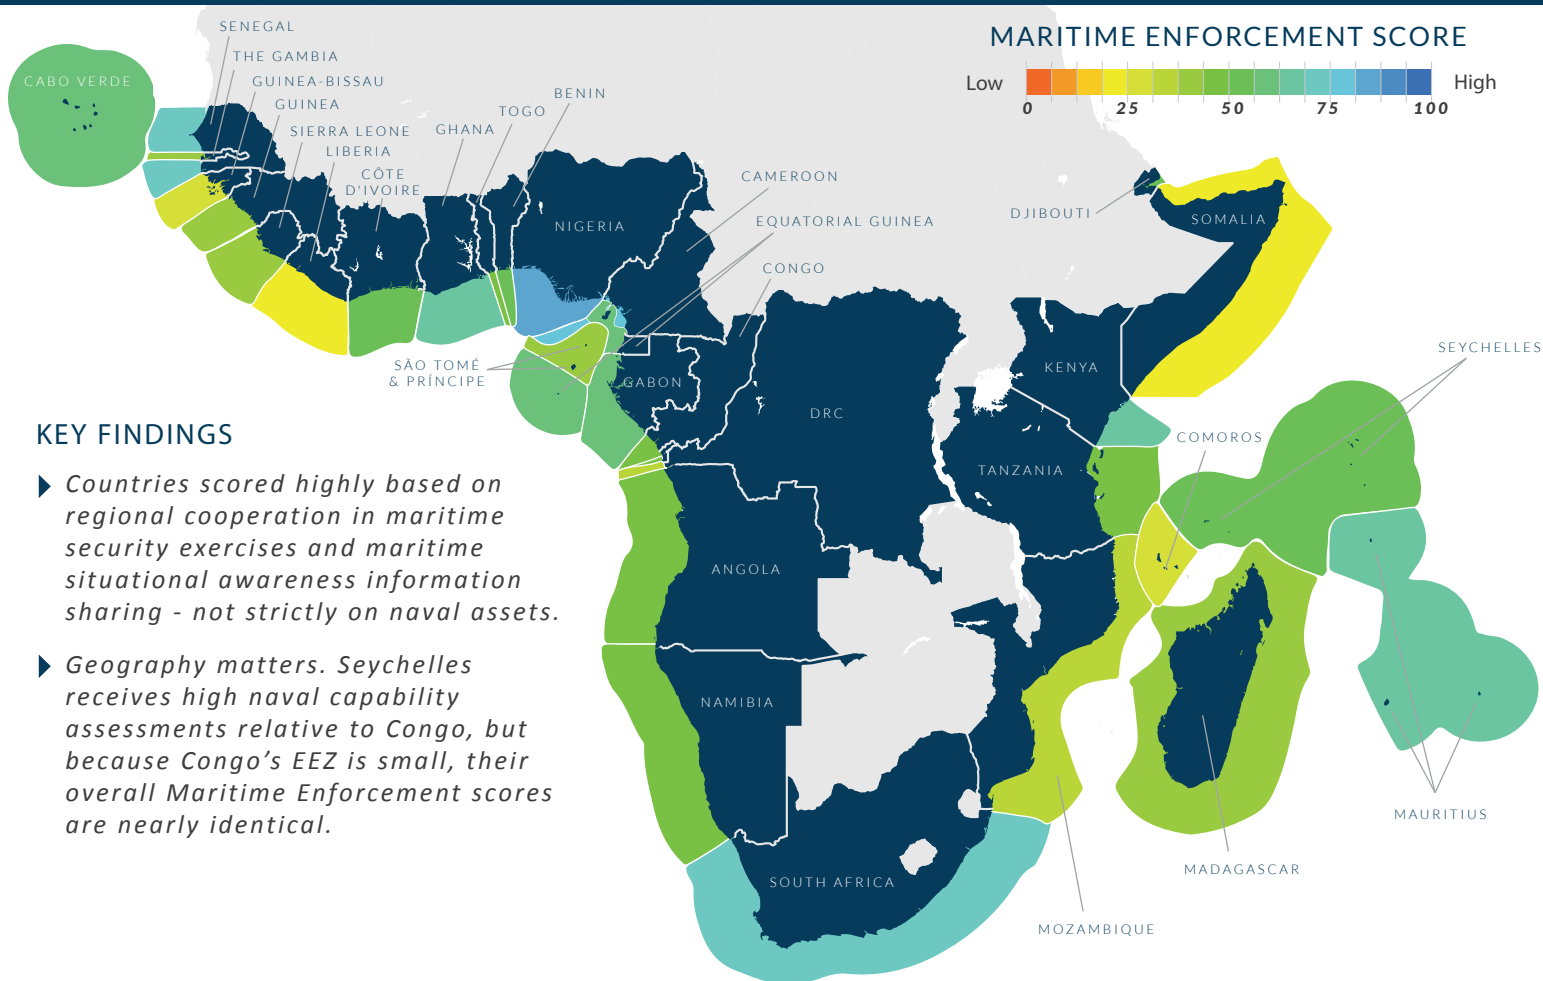 MARITIME ENFORCEMENT SCORE
Low
High
0
25
50
75
100
SENEGAL
THE GAMBIA
CABO VERDE
GUINEA-BISSAU
GUINEA
BENIN
TOGO
SIERRA LEONE
GHANA
LIBERIA
CÔTE
D'IVOIRE
CAMEROON
NIGERIA
EQUATORIAL GUINEA
DJIBOUTI
SOMALIA
CONGO
SEYCHELLES
SÃO TOMÉ
& PRÍNCIPE
GABON
KENYA
DRC
COMOROS
TANZANIA
ANGOLA
NAMIBIA
MAURITIUS
MADAGASCAR
SOUTH AFRICA
MOZAMBIQUE
KEY FINDINGS
Countries scored highly based on
regional cooperation in maritime
security exercises and maritime
situational awareness information
sharing - not strictly on naval assets.
Geography matters. Seychelles
receives high naval capability
assessments relative to Congo, but
because Congo’s EEZ is small, their
overall Maritime Enforcement scores
are nearly identical.